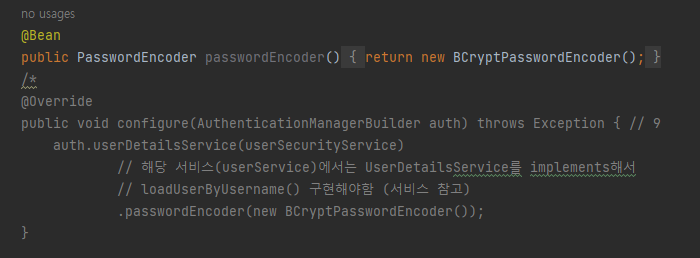 no usages
@Bean
public PasswordEncoder passwordEncoder() { return new BCryptPasswordEncoder(); }
/*
@Override
public void configure(AuthenticationManagerBuilder auth) throws Exception { // 9
auth.userDetailsService(userSecurityService)
// 해당 서비스(userService)에서는 UserDetailsService를 implements해서
// loadUserByUsername() 구현해야함 (서비스 참고)
.passwordEncoder(new BCryptPasswordEncoder());
}